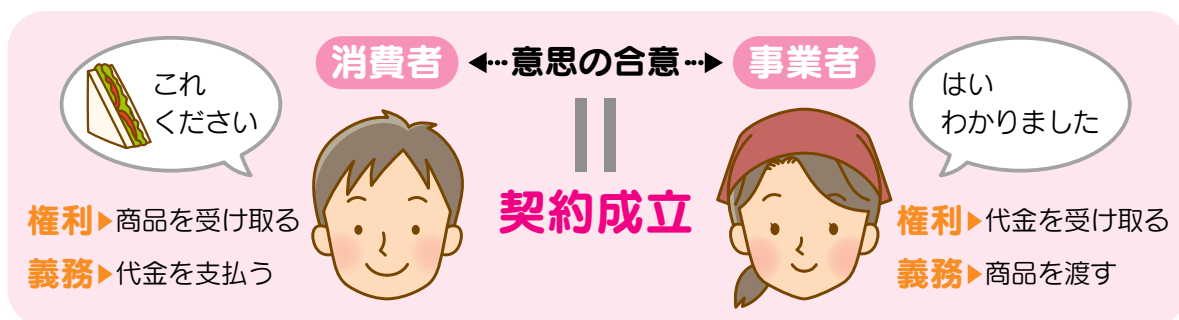 消費者
意思の合意
事業者
これ
ください
はい
わかりました
契約成立
権利▶商品を受け取る
義務▶代金を支払う
権利▶代金を受け取る
義務▶商品を渡す